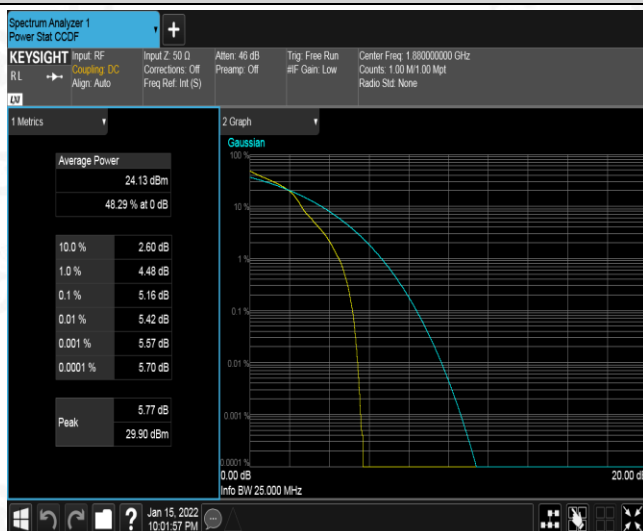 Spectrum Analyzer 1
Power Stat CCDF
+
KEYSIGHT
RL
LXI
Input: RF
Coupling: DC
Align: Auto
Input Z: 50 Ω
Corrections: Off
Freq Ref: Int (S)
Atten: 46 dB
Preamp: Off
Trig: Free Run
#IF Gain: Low
Center Freq: 1.880000000 GHz
Counts: 1.00 M/1.00 Mpt
Radio Std: None
1 Metrics
Average Power
24.13 dBm
48.29 % at 0 dB
10.0 % 2.60 dB
1.0 % 4.48 dB
0.1 % 5.16 dB
0.01 % 5.42 dB
0.001 % 5.57 dB
0.0001 % 5.70 dB
Peak
5.77 dB
29.90 dBm
2 Graph
Gaussian
100 %
10 %
1 %
0.1 %
0.01 %
0.001 %
0.0001 %
0.00 dB 20.00 dB
Info BW 25.000 MHz
?
Jan 15, 2022
10:01:57 PM